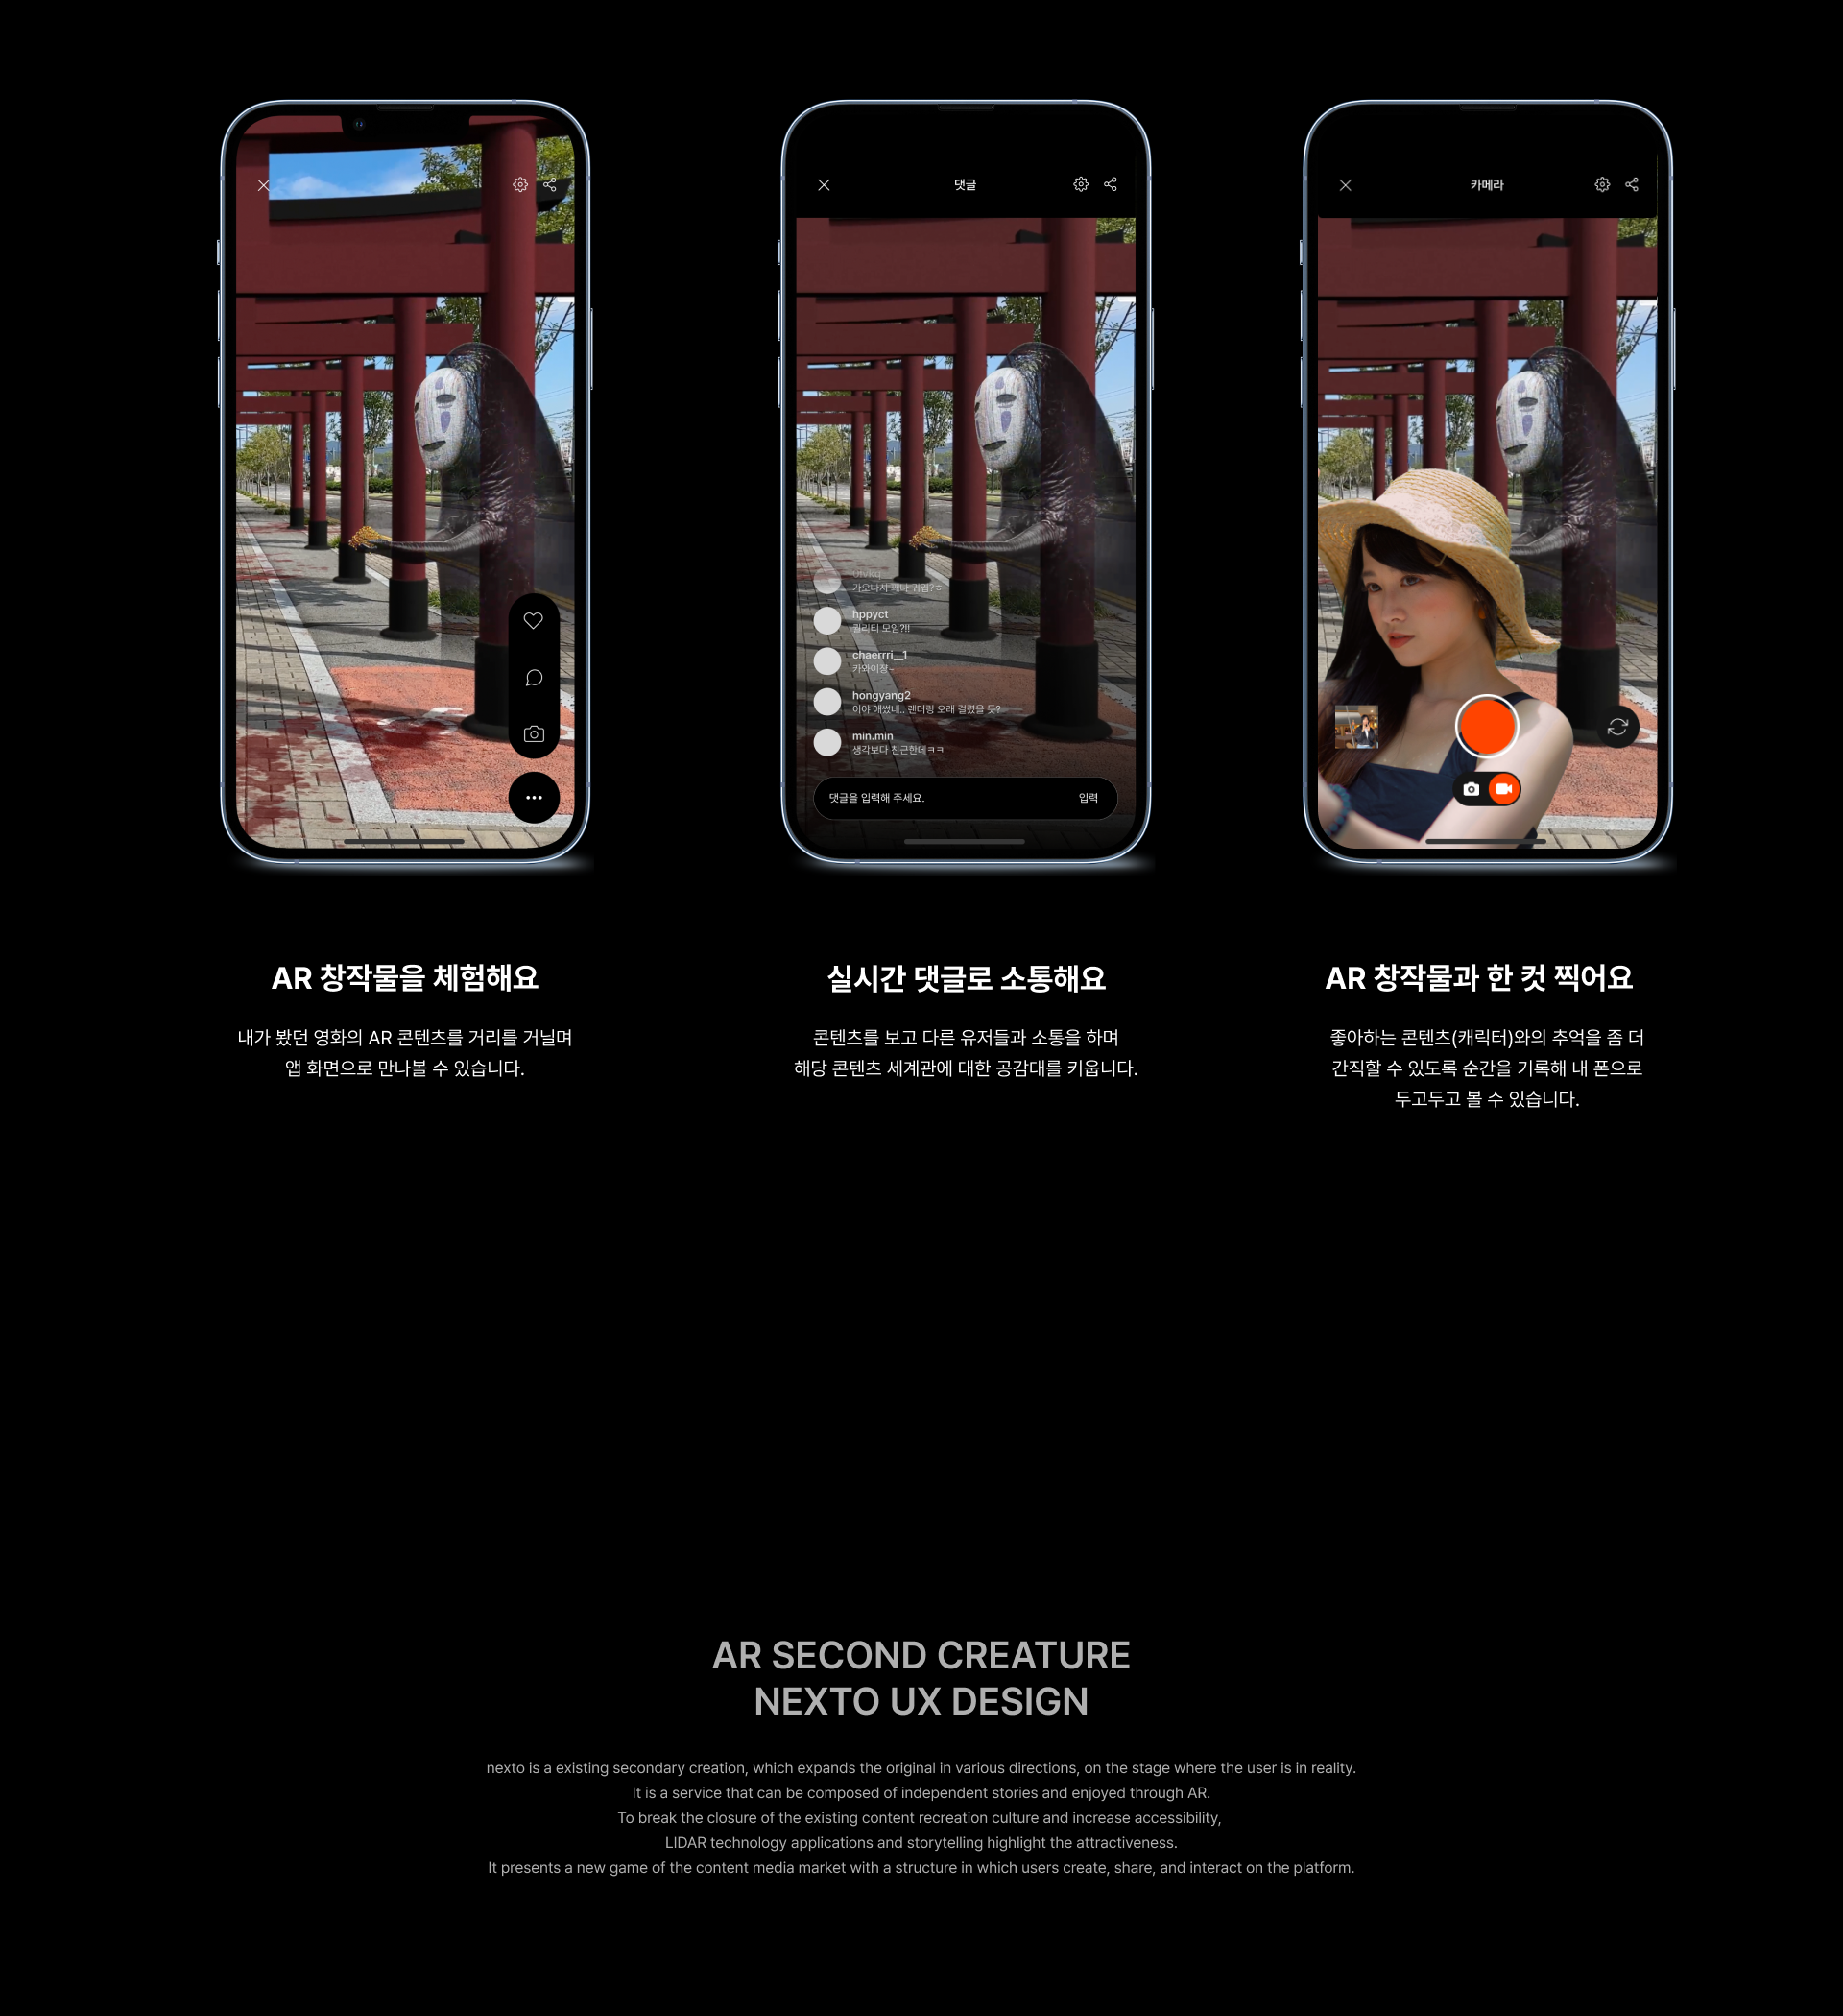 댓글
카메라
가오나시 꽤나 귀엽?ㅎ
hppyct
퀄리티 모임?!!
chaerrri__1
카와이쟝~
hongyang2
이야 애썼네.. 랜더링 오래 걸렸을 듯?
min.min
생각보다 친근한데ㅋㅋ
댓글을 입력해 주세요.
입력
AR 창작물을 체험해요
내가 봤던 영화의 AR 콘텐츠를 거리를 거닐며
앱 화면으로 만나볼 수 있습니다.
실시간 댓글로 소통해요
콘텐츠를 보고 다른 유저들과 소통을 하며
해당 콘텐츠 세계관에 대한 공감대를 키웁니다.
AR 창작물과 한 컷 찍어요
좋아하는 콘텐츠(캐릭터)와의 추억을 좀 더
간직할 수 있도록 순간을 기록해 내 폰으로
두고두고 볼 수 있습니다.
AR SECOND CREATURE
NEXTO UX DESIGN
nexto is a existing secondary creation, which expands the original in various directions, on the stage where the user is in reality.
It is a service that can be composed of independent stories and enjoyed through AR.
To break the closure of the existing content recreation culture and increase accessibility,
LIDAR technology applications and storytelling highlight the attractiveness.
It presents a new game of the content media market with a structure in which users create, share, and interact on the platform.